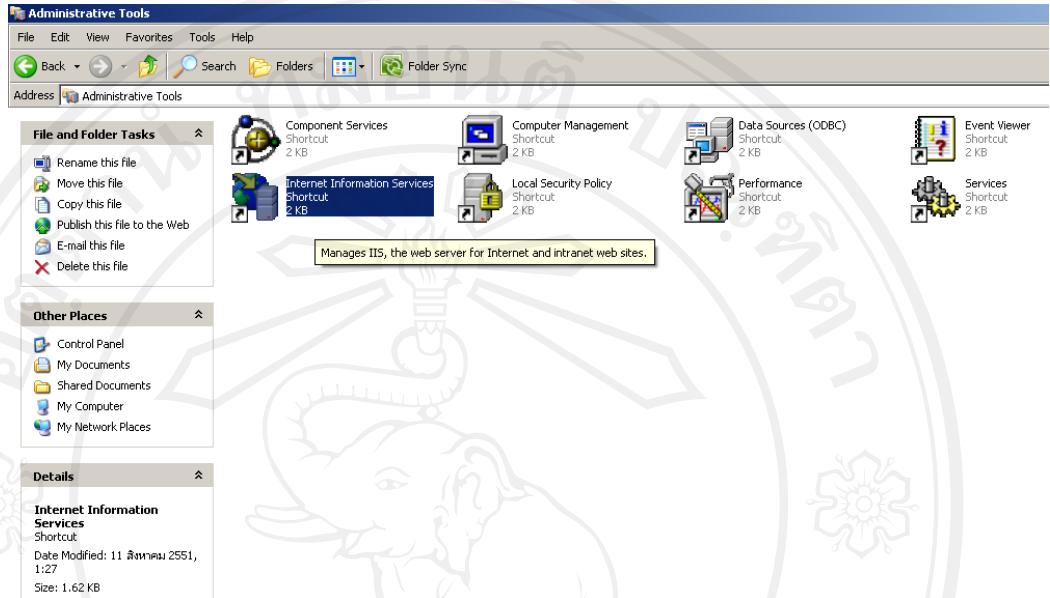 Administrative Tools
File Edit View Favorites Tools Help
Back Search Folders Folder Sync
Address Administrative Tools
File and Folder Tasks
Rename this file
Move this file
Copy this file
Publish this file to the Web
E-mail this file
Delete this file
Other Places
Control Panel
My Documents
Shared Documents
My Computer
My Network Places
Details
Internet Information
Services
Shortcut
Date Modified: 11 สิงหาคม 2551,
1:27
Size: 1.62 KB
Component Services
Shortcut
2 KB
Computer Management
Shortcut
2 KB
Data Sources (ODBC)
Shortcut
2 KB
Event Viewer
Shortcut
2 KB
Internet Information Services
Shortcut
2 KB
Local Security Policy
Shortcut
2 KB
Performance
Shortcut
2 KB
Services
Shortcut
2 KB
Manages IIS, the web server for Internet and intranet web sites.